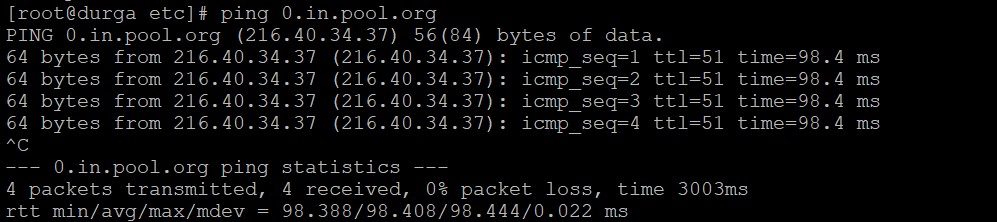 [root@durga etc]# ping 0.in.pool.org
PING 0.in.pool.org (216.40.34.37) 56(84) bytes of data.
64 bytes from 216.40.34.37 (216.40.34.37): icmp_seq=1 ttl=51 time=98.4 ms
64 bytes from 216.40.34.37 (216.40.34.37): icmp_seq=2 ttl=51 time=98.4 ms
64 bytes from 216.40.34.37 (216.40.34.37): icmp_seq=3 ttl=51 time=98.4 ms
64 bytes from 216.40.34.37 (216.40.34.37): icmp_seq=4 ttl=51 time=98.4 ms
^C
--- 0.in.pool.org ping statistics ---
4 packets transmitted, 4 received, 0% packet loss, time 3003ms
rtt min/avg/max/mdev = 98.388/98.408/98.444/0.022 ms